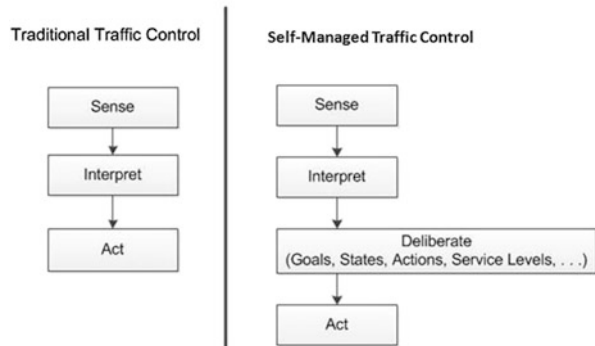 Traditional Traffic Control
Sense
Interpret
Act
Self-Managed Traffic Control
Sense
Interpret
Deliberate
(Goals, States, Actions, Service Levels, . . .)
Act